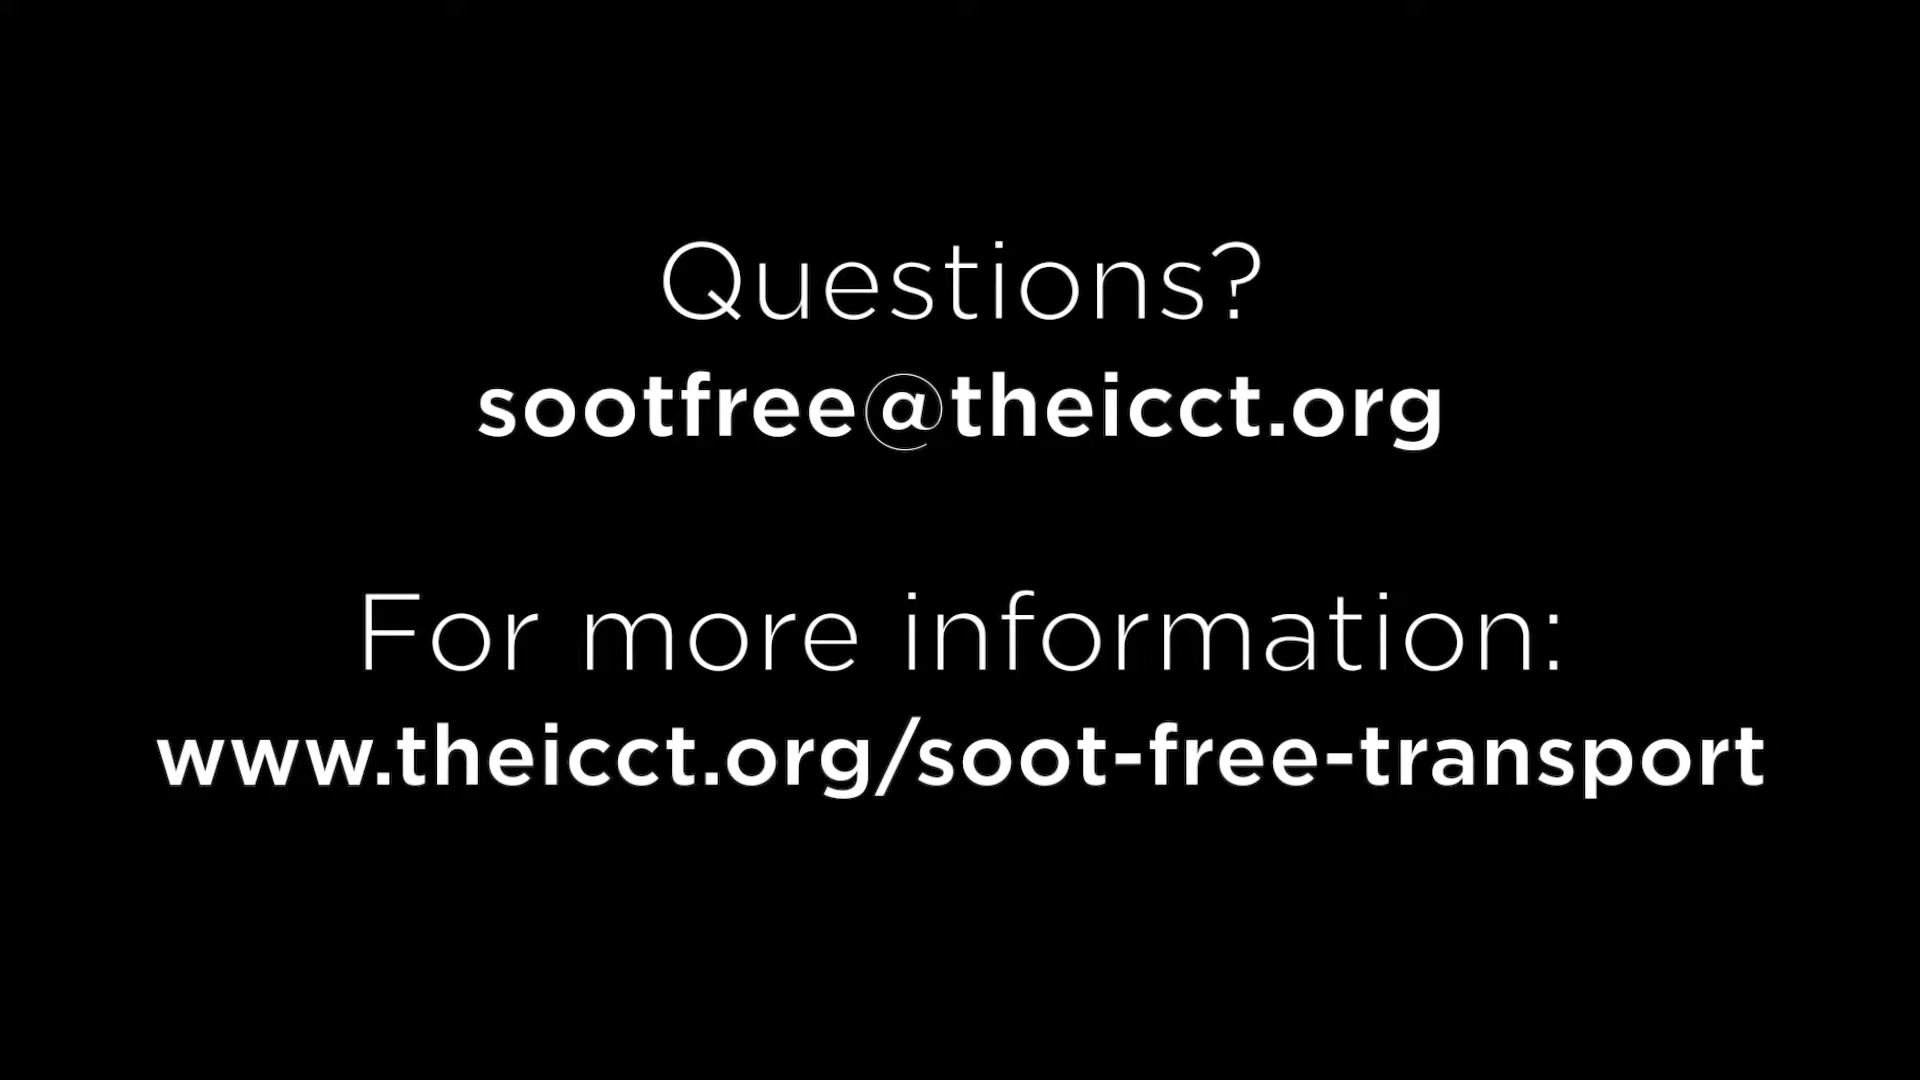 Questions?
sootfree@theicct.org
For more information:
www.theicct.org/soot-free-transport